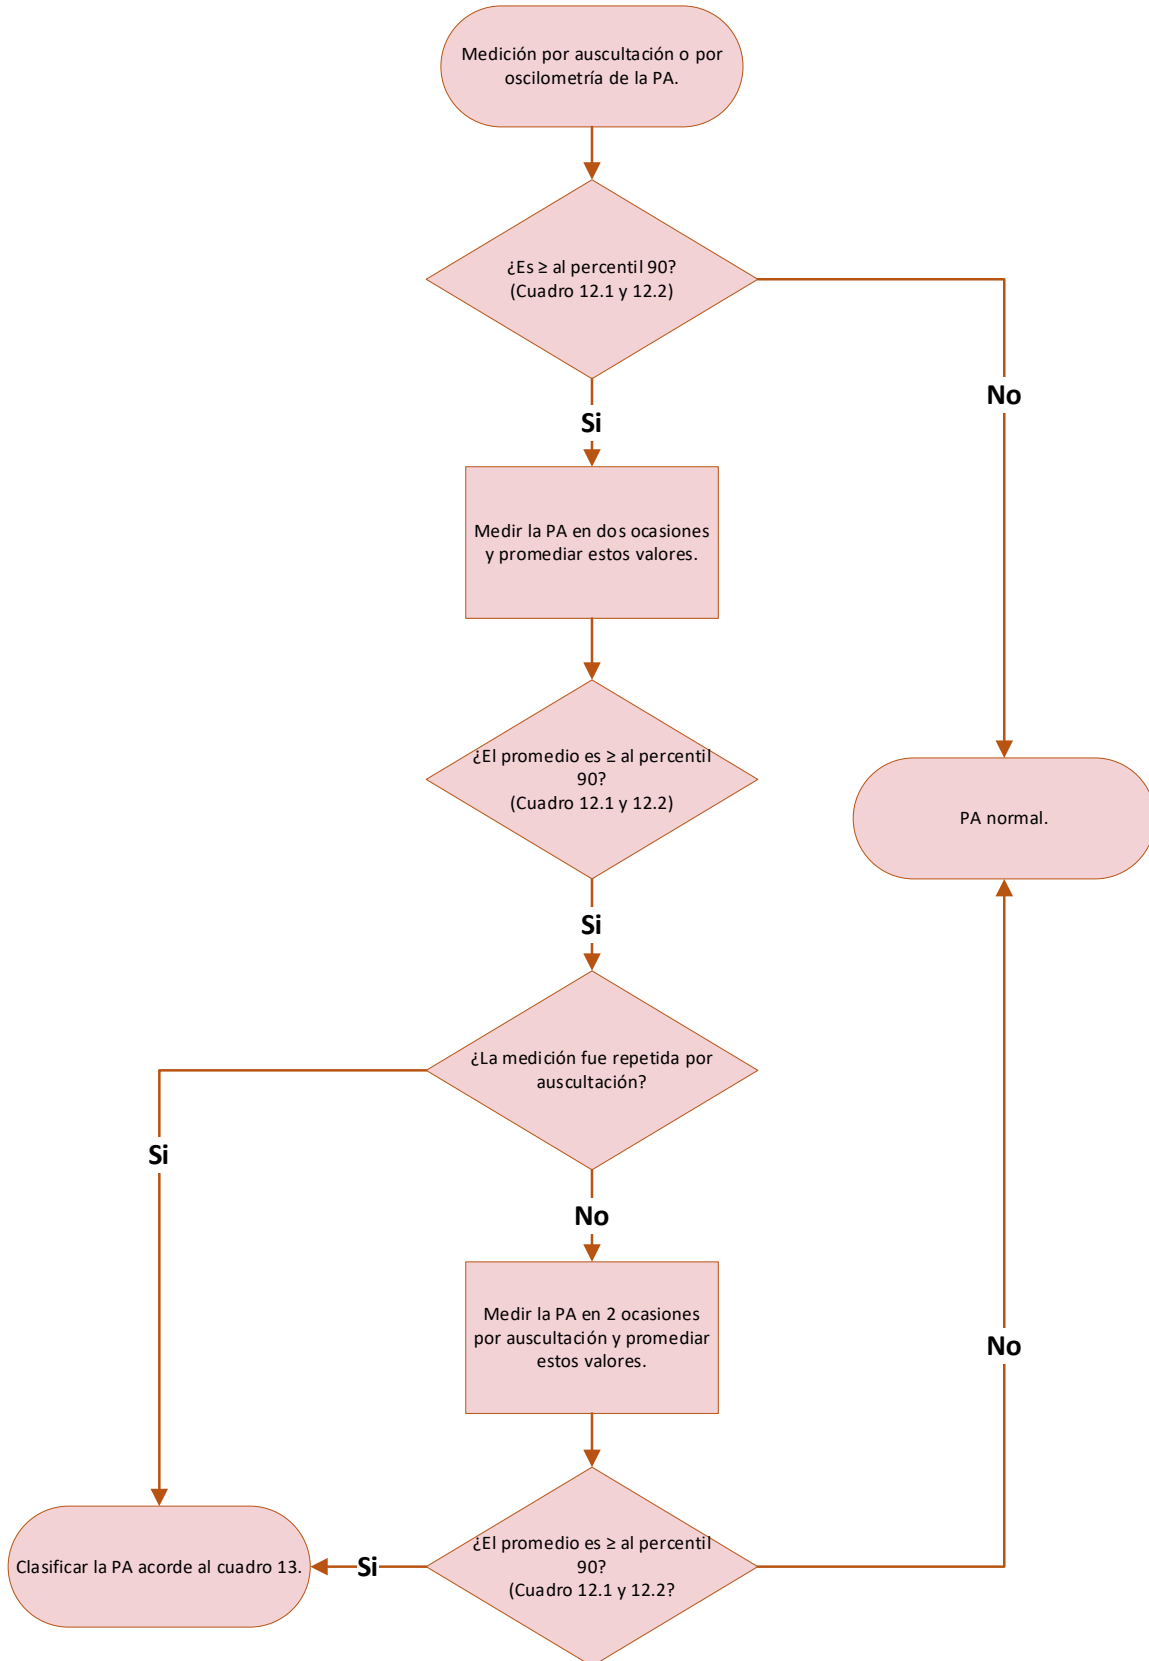 Medición por auscultación o por
oscilometría de la PA.
¿Es ≥ al percentil 90?
(Cuadro 12.1 y 12.2)
No
Si
Medir la PA en dos ocasiones
y promediar estos valores.
¿El promedio es ≥ al percentil
90?
(Cuadro 12.1 y 12.2)
PA normal.
Si
¿La medición fue repetida por
auscultación?
Si
No
Medir la PA en 2 ocasiones
por auscultación y promediar
estos valores.
No
¿El promedio es ≥ al percentil
90?
(Cuadro 12.1 y 12.2?
Si
Clasificar la PA acorde al cuadro 13.